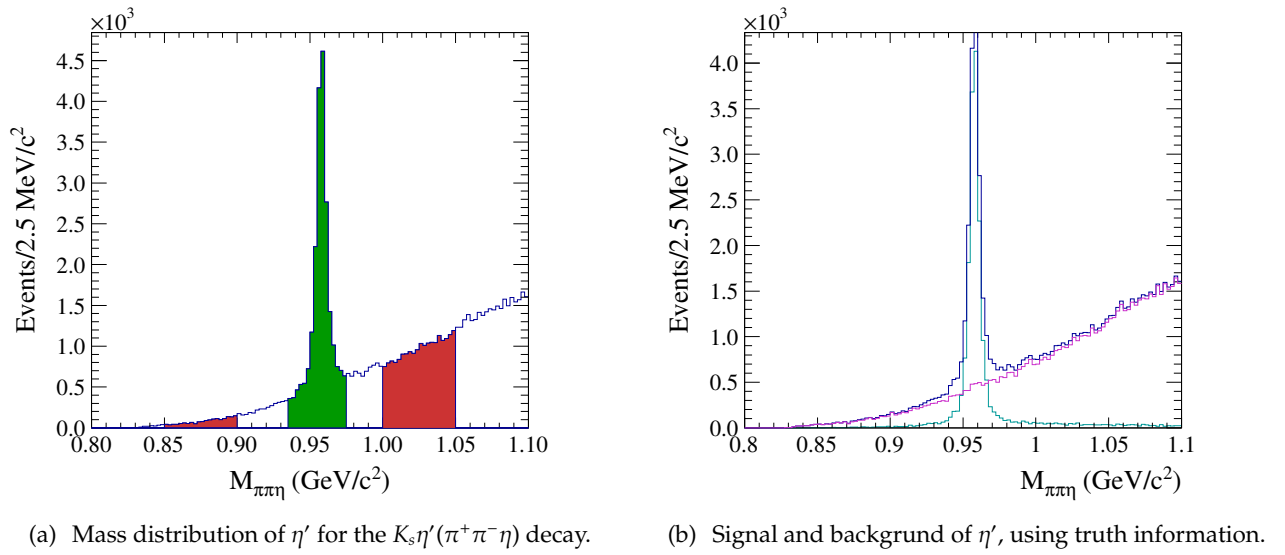 ×10³
4.5
4.0
3.5
3.0
2.5
2.0
1.5
1.0
0.5
0.0
Events/2.5 MeV/c²
0.80 0.85 0.90 0.95 1.00 1.05 1.10
M_ππη (GeV/c²)
(a) Mass distribution of η′ for the K_sη′(π⁺π⁻η) decay.
×10³
4.0
3.5
3.0
2.5
2.0
1.5
1.0
0.5
0.0
Events/2.5 MeV/c²
0.8 0.85 0.9 0.95 1 1.05 1.1
M_ππη (GeV/c²)
(b) Signal and backgrund of η′, using truth information.